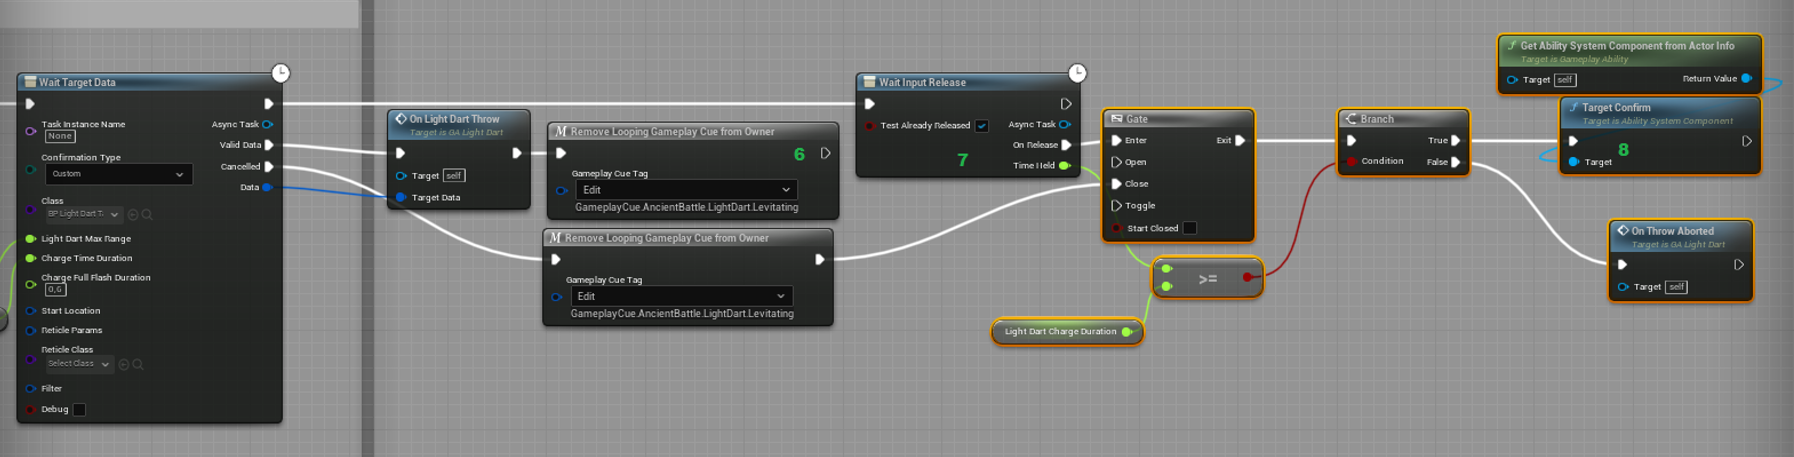 Wait Target Data
Task Instance Name
None
Async Task
Valid Data
Confirmation Type
Cancelled
Custom
Data
Class
BP Light Dart T
Light Dart Max Range
Charge Time Duration
Charge Full Flash Duration
0,6
Start Location
Reticle Params
Reticle Class
Select Class
Filter
Debug
On Light Dart Throw
Target is GA Light Dart
Target self
Target Data
Remove Looping Gameplay Cue from Owner
6
Gameplay Cue Tag
Edit
GameplayCue.AncientBattle.LightDart.Levitating
Remove Looping Gameplay Cue from Owner
Gameplay Cue Tag
Edit
GameplayCue.AncientBattle.LightDart.Levitating
Wait Input Release
Test Already Released
Async Task
On Release
7
Time Held
Gate
Enter Exit
Open
Close
Toggle
Start Closed
>=
Light Dart Charge Duration
Branch
True
Condition False
Get Ability System Component from Actor Info
Target is Gameplay Ability
Target self Return Value
Target Confirm
Target is Ability System Component
8
Target
On Throw Aborted
Target is GA Light Dart
Target self